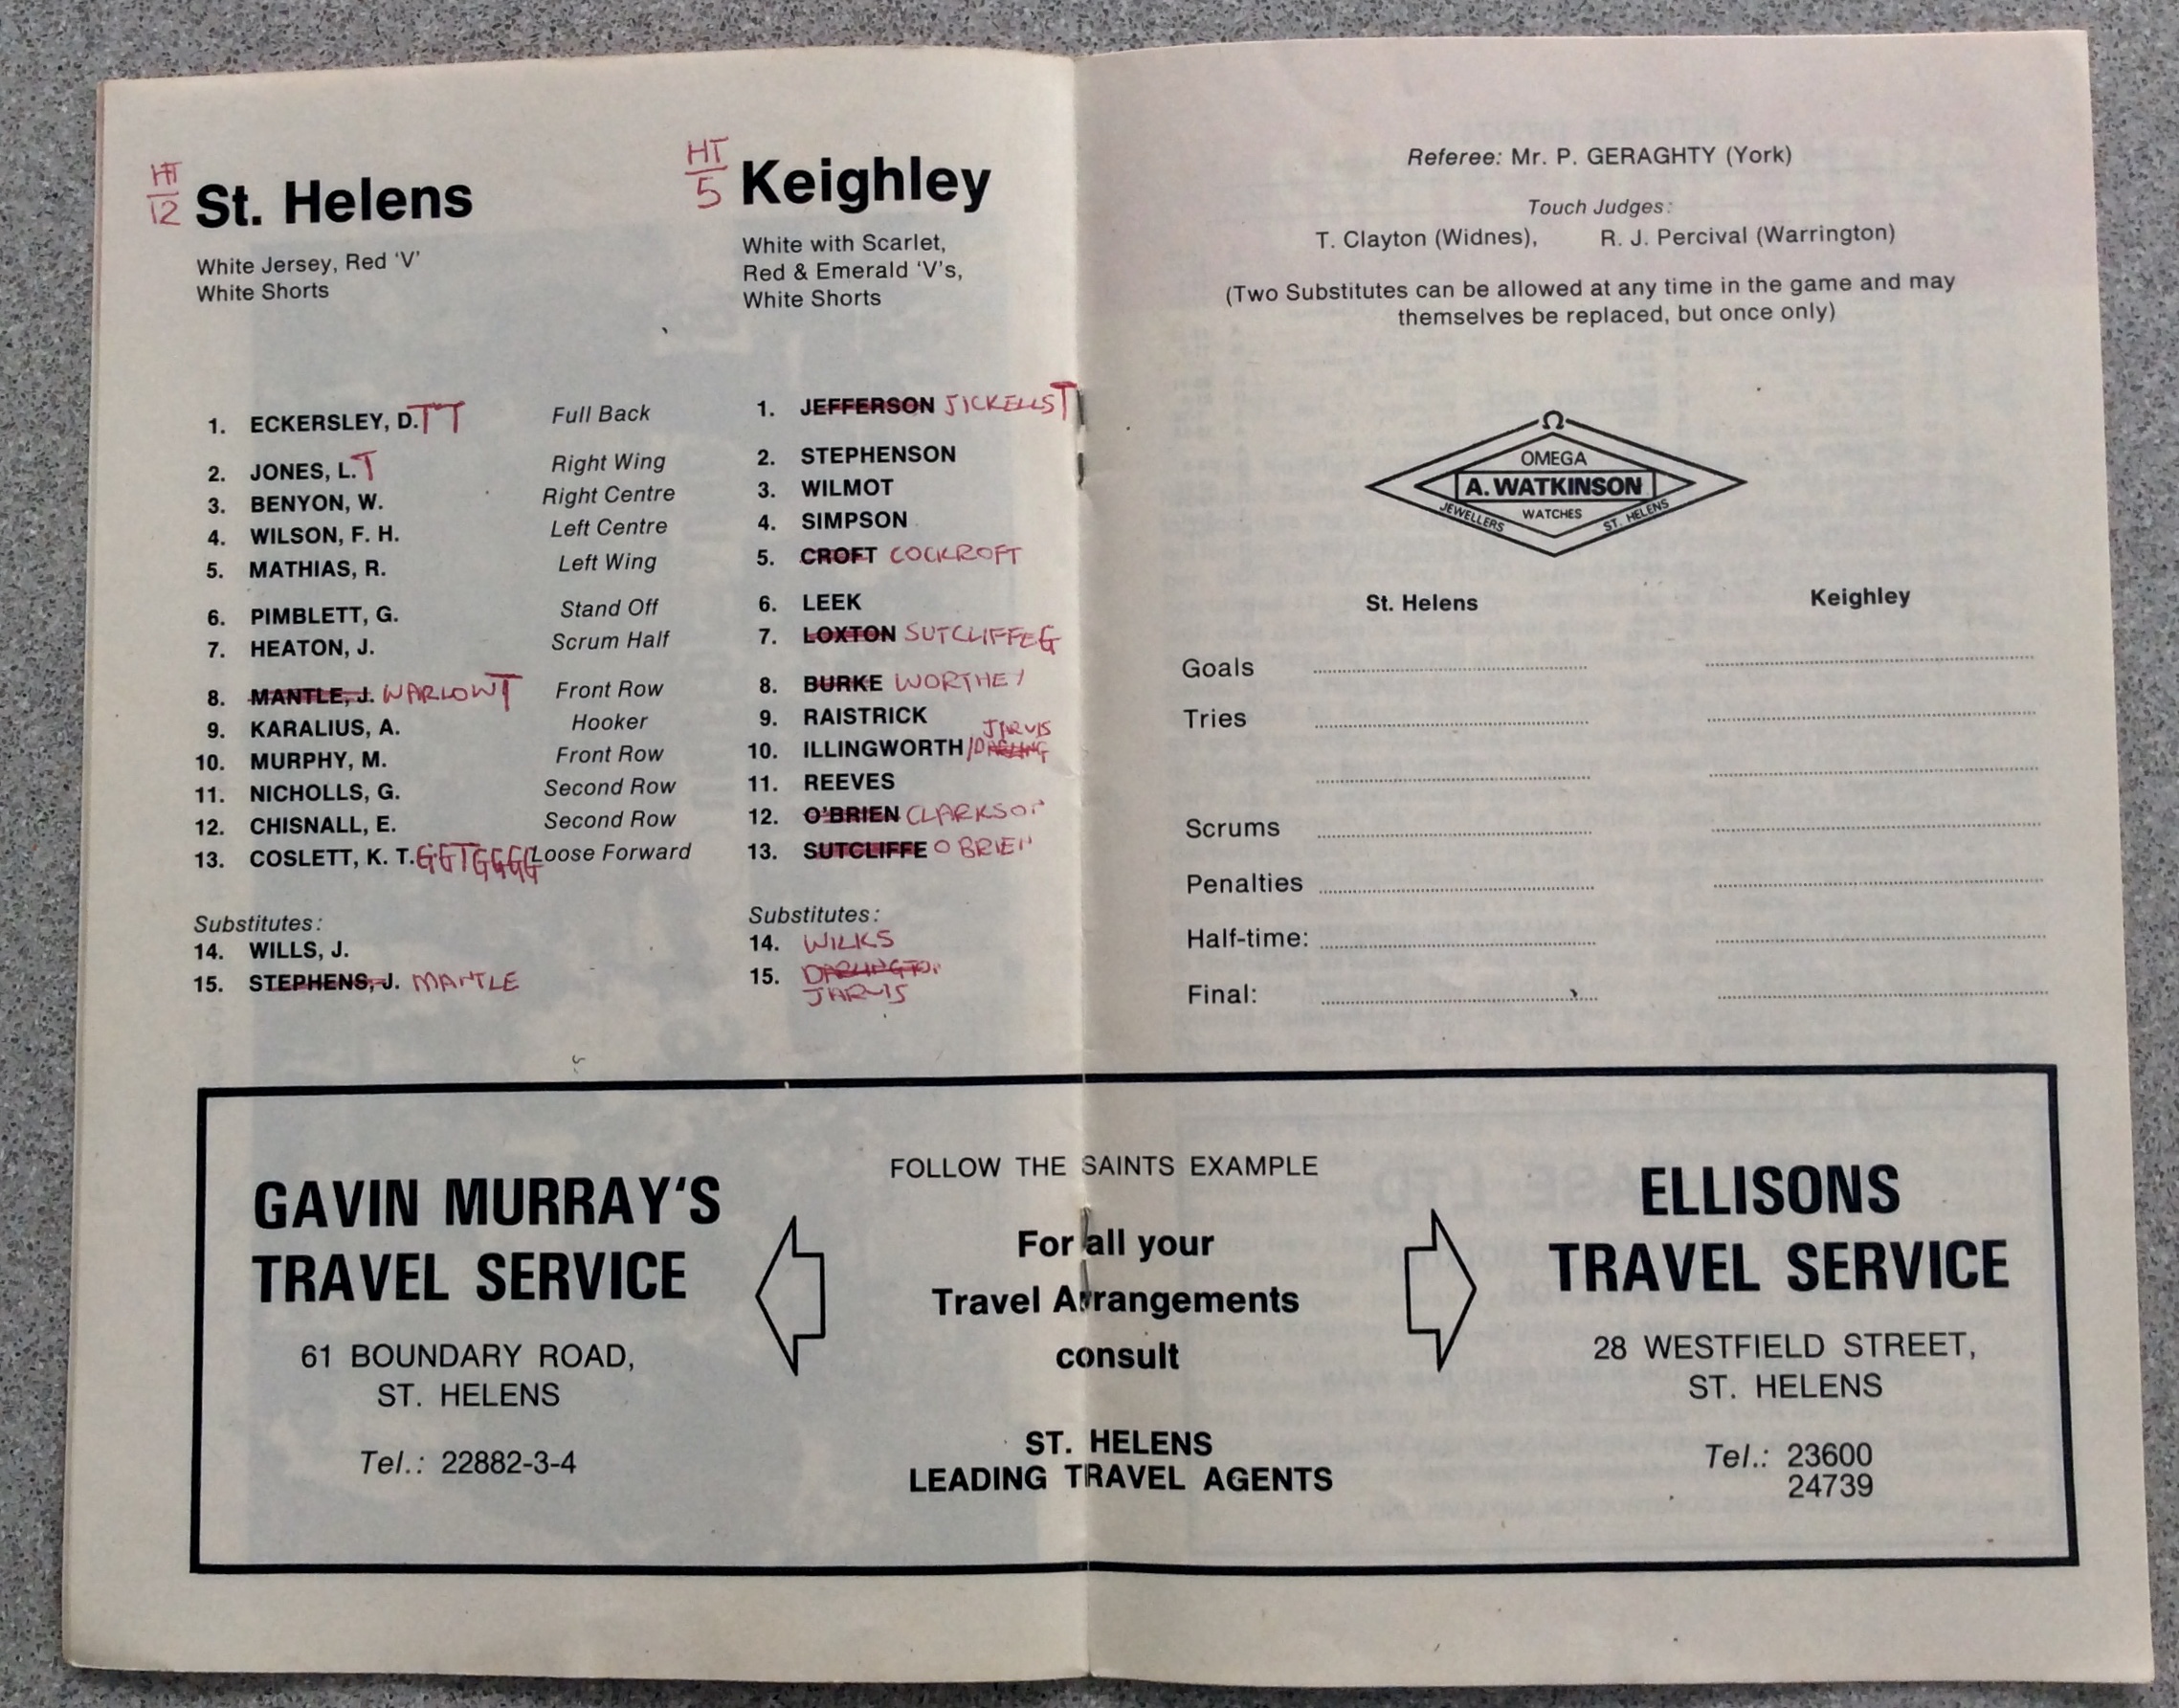 HT
12
St. Helens
White Jersey, Red 'V'
White Shorts
HT
5
Keighley
White with Scarlet,
Red & Emerald 'V's,
White Shorts
1. ECKERSLEY, D. TT Full Back 1. JEFFERSON JICKELLS T
2. JONES, L. T Right Wing 2. STEPHENSON
3. BENYON, W. Right Centre 3. WILMOT
4. WILSON, F. H. Left Centre 4. SIMPSON
5. MATHIAS, R. Left Wing 5. CROFT COCKROFT
6. PIMBLETT, G. Stand Off 6. LEEK
7. HEATON, J. Scrum Half 7. LOXTON SUTCLIFFE G
8. MANTLE, J. WARLOW T Front Row 8. BURKE WORTHEY
9. KARALIUS, A. Hooker 9. RAISTRICK
10. MURPHY, M. Front Row 10. ILLINGWORTH / JARVIS
11. NICHOLLS, G. Second Row 11. REEVES
12. CHISNALL, E. Second Row 12. O'BRIEN CLARKSON
13. COSLETT, K. T. GGTGGGG Loose Forward 13. SUTCLIFFE O BRIEN
Substitutes:
14. WILLS, J.
15. STEPHENS, J. MANTLE
Substitutes:
14. WILKS
15. DARLINGTON
JARVIS
Referee: Mr. P. GERAGHTY (York)
Touch Judges:
T. Clayton (Widnes), R. J. Percival (Warrington)
(Two Substitutes can be allowed at any time in the game and may
themselves be replaced, but once only)
Ω
OMEGA
A. WATKINSON
WATCHES
JEWELLERS ST. HELENS
St. Helens Keighley
Goals
Tries
Scrums
Penalties
Half-time:
Final:
GAVIN MURRAY'S
TRAVEL SERVICE
61 BOUNDARY ROAD,
ST. HELENS
Tel.: 22882-3-4
FOLLOW THE SAINTS EXAMPLE
For all your
Travel Arrangements
consult
ST. HELENS
LEADING TRAVEL AGENTS
ELLISONS
TRAVEL SERVICE
28 WESTFIELD STREET,
ST. HELENS
Tel.: 23600
24739